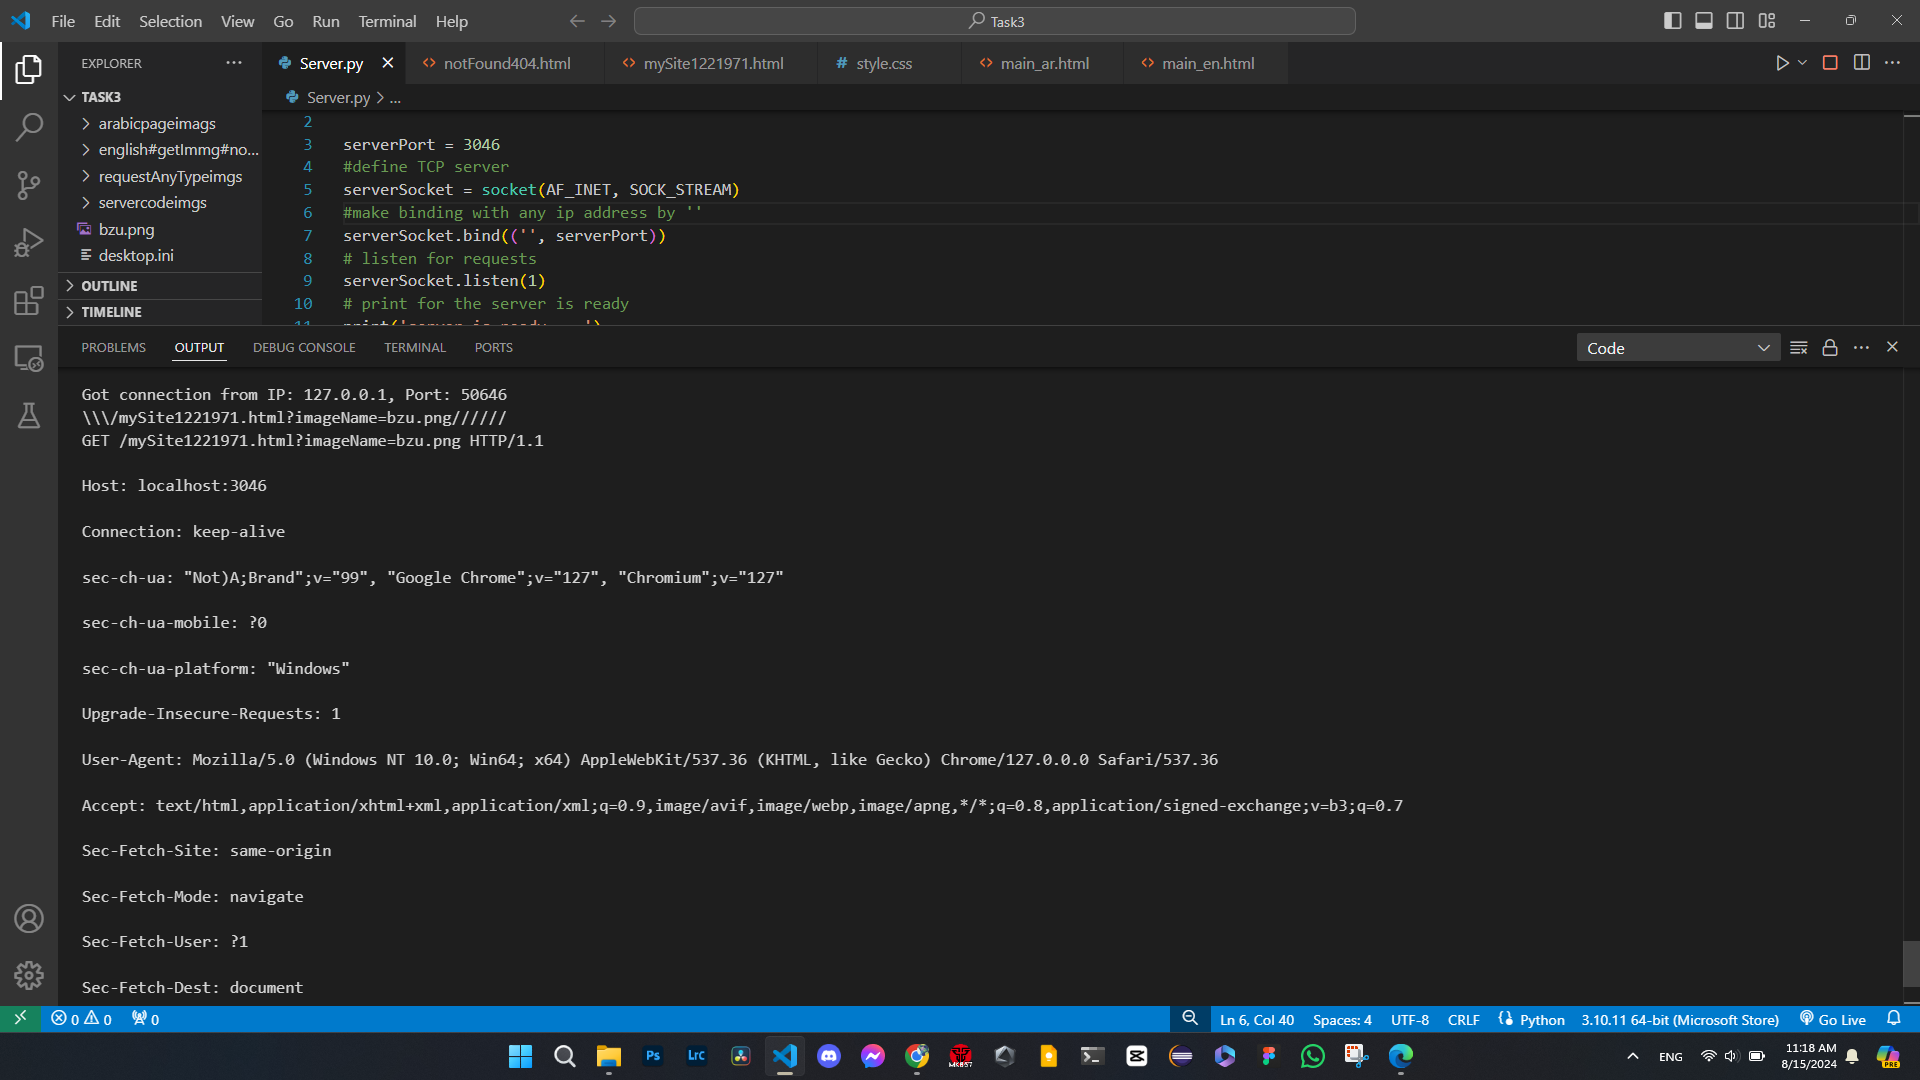 File Edit Selection View Go Run Terminal Help
Task3
EXPLORER
TASK3
arabicpageimags
english#getImmg#no...
requestAnyTypeimgs
servercodeimgs
bzu.png
desktop.ini
OUTLINE
TIMELINE
Server.py
notFound404.html
mySite1221971.html
# style.css
main_ar.html
main_en.html
Server.py > ...
2
3 serverPort = 3046
4 #define TCP server
5 serverSocket = socket(AF_INET, SOCK_STREAM)
6 #make binding with any ip address by ''
7 serverSocket.bind(('', serverPort))
8 # listen for requests
9 serverSocket.listen(1)
10 # print for the server is ready
11 print('server is ready ...')
PROBLEMS OUTPUT DEBUG CONSOLE TERMINAL PORTS
Code
Got connection from IP: 127.0.0.1, Port: 50646
\\\/mySite1221971.html?imageName=bzu.png//////
GET /mySite1221971.html?imageName=bzu.png HTTP/1.1
Host: localhost:3046
Connection: keep-alive
sec-ch-ua: "Not)A;Brand";v="99", "Google Chrome";v="127", "Chromium";v="127"
sec-ch-ua-mobile: ?0
sec-ch-ua-platform: "Windows"
Upgrade-Insecure-Requests: 1
User-Agent: Mozilla/5.0 (Windows NT 10.0; Win64; x64) AppleWebKit/537.36 (KHTML, like Gecko) Chrome/127.0.0.0 Safari/537.36
Accept: text/html,application/xhtml+xml,application/xml;q=0.9,image/avif,image/webp,image/apng,*/*;q=0.8,application/signed-exchange;v=b3;q=0.7
Sec-Fetch-Site: same-origin
Sec-Fetch-Mode: navigate
Sec-Fetch-User: ?1
Sec-Fetch-Dest: document
0 0 0
Ln 6, Col 40 Spaces: 4 UTF-8 CRLF Python 3.10.11 64-bit (Microsoft Store) Go Live
Ps
Lrc
ENG
11:18 AM
8/15/2024
PRE